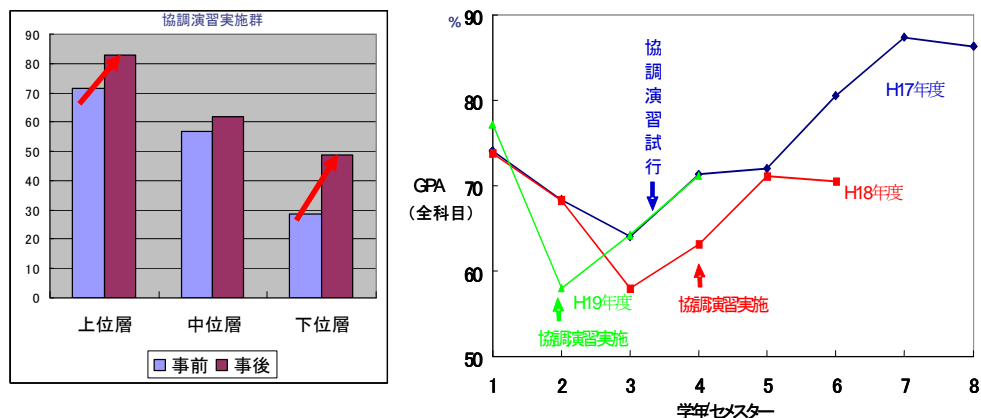 協調演習実施群
90
80
70
60
50
40
30
20
10
0
上位層
中位層
下位層
事前
事後
%
90
80
70
60
50
GPA
(全科目)
協調演習試行
H17年度
H18年度
H19年度
協調演習実施
協調演習実施
1 2 3 4 5 6 7 8
学年/セメスター